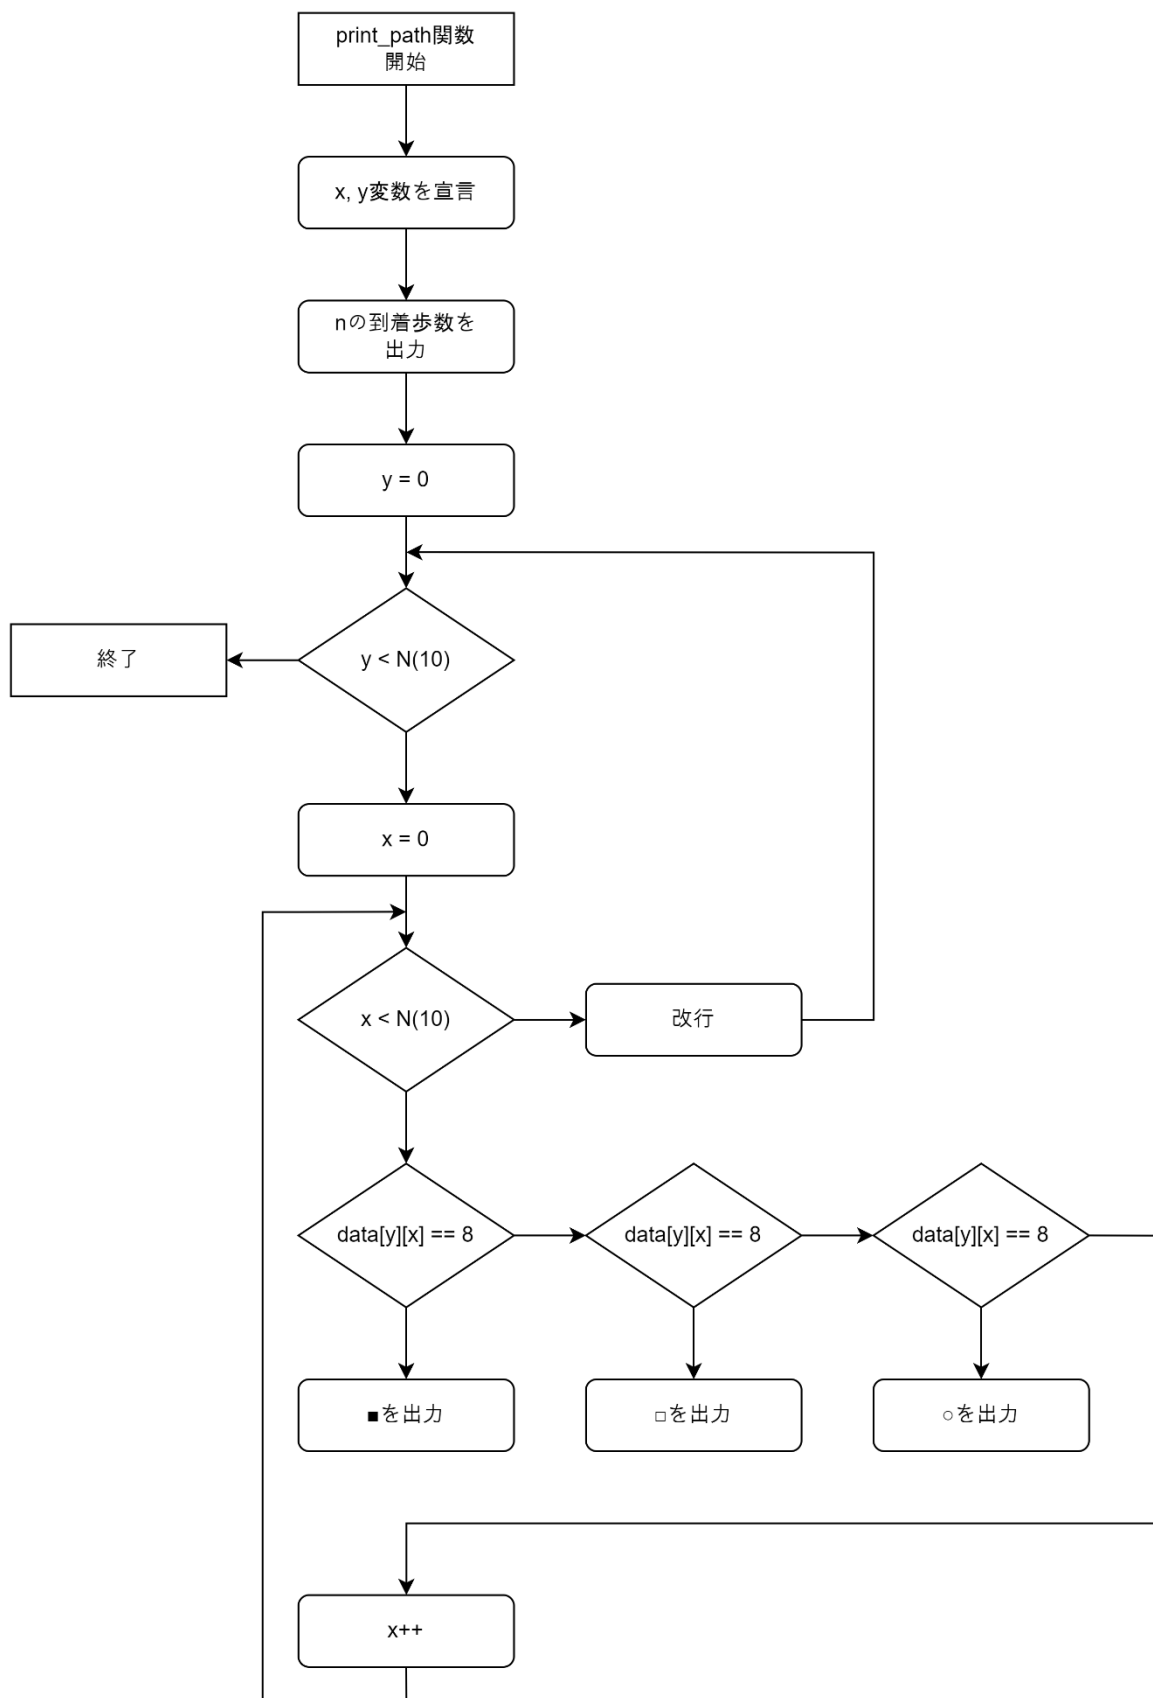 print_path関数
開始
x, y変数を宣言
nの到着歩数を
出力
y = 0
終了
y < N(10)
x = 0
x < N(10)
改行
data[y][x] == 8
data[y][x] == 8
data[y][x] == 8
■を出力
□を出力
○を出力
x++